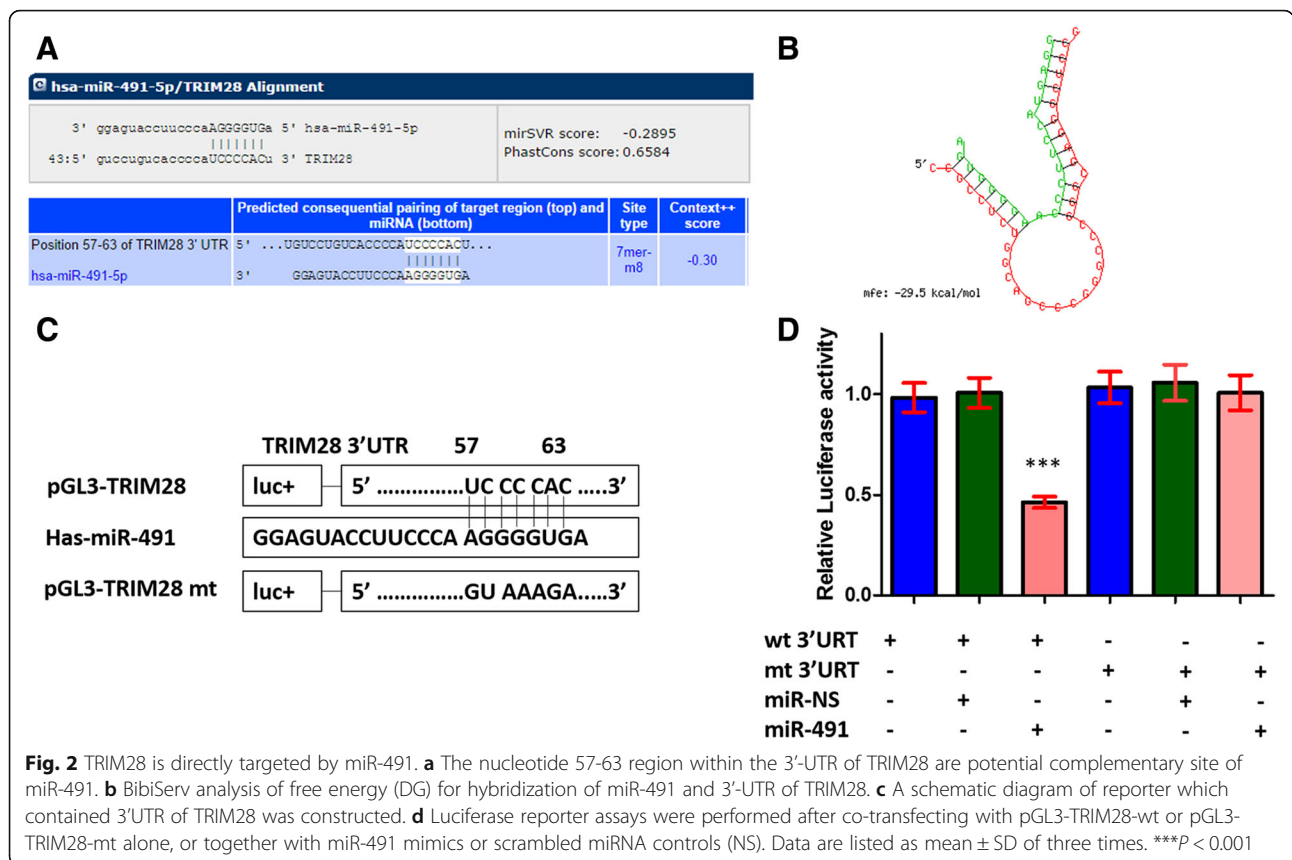 A
hsa-miR-491-5p/TRIM28 Alignment
3' ggaguaccuucccaAGGGGUGa 5' hsa-miR-491-5p
|||||||
43:5' guccugucaccccaUCCCCACu 3' TRIM28
mirSVR score: -0.2895
PhastCons score: 0.6584
Predicted consequential pairing of target region (top) and miRNA (bottom)
Site type
Context++ score
Position 57-63 of TRIM28 3' UTR 5' ...UGUCCUGUCACCCCAUCCCCACU...
|||||||
hsa-miR-491-5p 3' GGAGUACCUUCCCAAGGGGUGA
7mer-m8
-0.30
B
5'
mfe: -29.5 kcal/mol
C
TRIM28 3'UTR 57 63
pGL3-TRIM28 luc+ 5' ...............UC CC CAC .....3'
Has-miR-491 GGAGUACCUUCCCA AGGGGUGA
pGL3-TRIM28 mt luc+ 5' ...............GU AAAGA.....3'
D
Relative Luciferase activity
1.0
0.5
0.0
***
wt 3'URT + + + - - -
mt 3'URT - - - + + +
miR-NS - + - - + -
miR-491 - - + - - +
Fig. 2 TRIM28 is directly targeted by miR-491. a The nucleotide 57-63 region within the 3'-UTR of TRIM28 are potential complementary site of
miR-491. b BibiServ analysis of free energy (DG) for hybridization of miR-491 and 3'-UTR of TRIM28. c A schematic diagram of reporter which
contained 3'UTR of TRIM28 was constructed. d Luciferase reporter assays were performed after co-transfecting with pGL3-TRIM28-wt or pGL3-
TRIM28-mt alone, or together with miR-491 mimics or scrambled miRNA controls (NS). Data are listed as mean ± SD of three times. ***P < 0.001